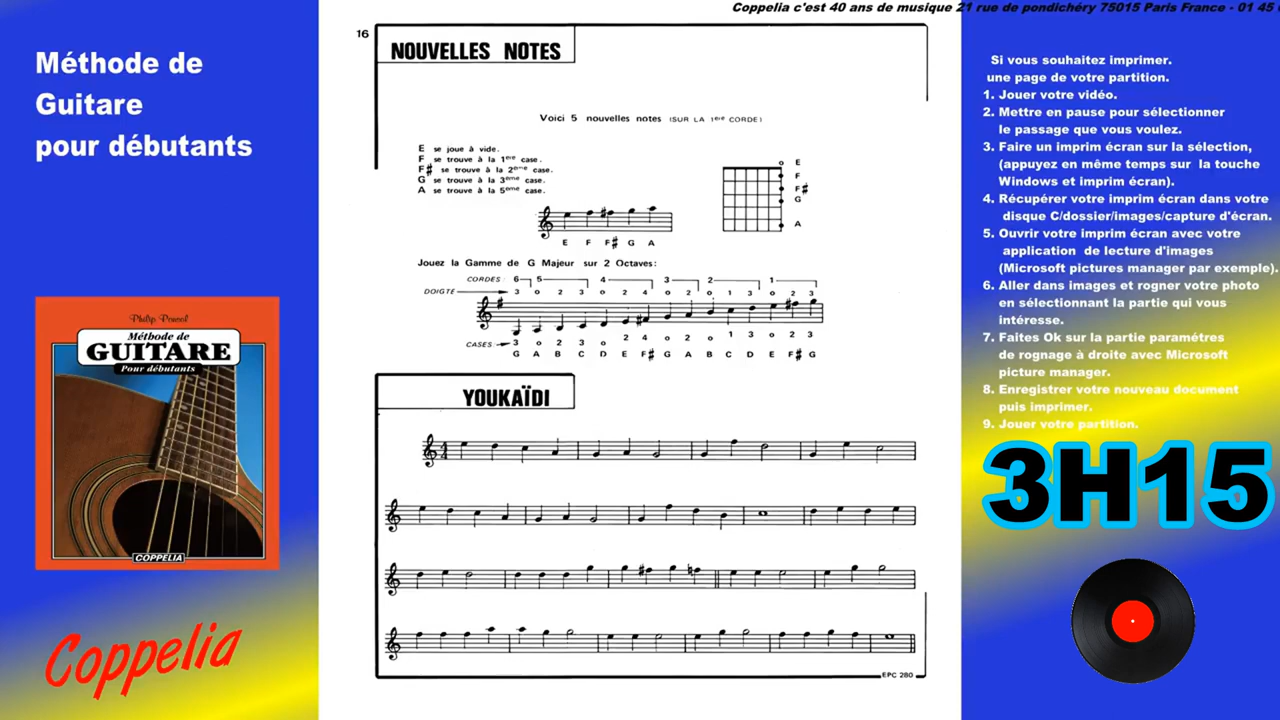 Coppelia c'est 40 ans de musique 21 rue de pondichéry 75015 Paris France - 01 45
Méthode de
Guitare
pour débutants
Philip Pencal
Méthode de
GUITARE
Pour débutants
COPPELIA
Coppelia
16
NOUVELLES NOTES
Voici 5 nouvelles notes (SUR LA 1ère CORDE)
E se joue à vide.
F se trouve à la 1ere case.
F# se trouve à la 2eme case.
G se trouve à la 3eme case.
A se trouve à la 5eme case.
o E
F
F#
G
A
E F F# G A
Jouez la Gamme de G Majeur sur 2 Octaves:
CORDES 6 5 4 3 2 1
DOIGTE 3 o 2 3 o 2 4 o 2 o 1 3 o 2 3
CASES 3 o 2 3 o 2 4 o 2 o 1 3 o 2 3
G A B C D E F# G A B C D E F# G
YOUKAÏDI
4
4
EPC 280
Si vous souhaitez imprimer.
une page de votre partition.
1. Jouer votre vidéo.
2. Mettre en pause pour sélectionner
le passage que vous voulez.
3. Faire un imprim écran sur la sélection,
(appuyez en même temps sur la touche
Windows et imprim écran).
4. Récupérer votre imprim écran dans votre
disque C/dossier/images/capture d'écran.
5. Ouvrir votre imprim écran avec votre
application de lecture d'images
(Microsoft pictures manager par exemple).
6. Aller dans images et rogner votre photo
en sélectionnant la partie qui vous
intéresse.
7. Faites Ok sur la partie paramétres
de rognage à droite avec Microsoft
picture manager.
8. Enregistrer votre nouveau document
puis imprimer.
9. Jouer votre partition.
3H15